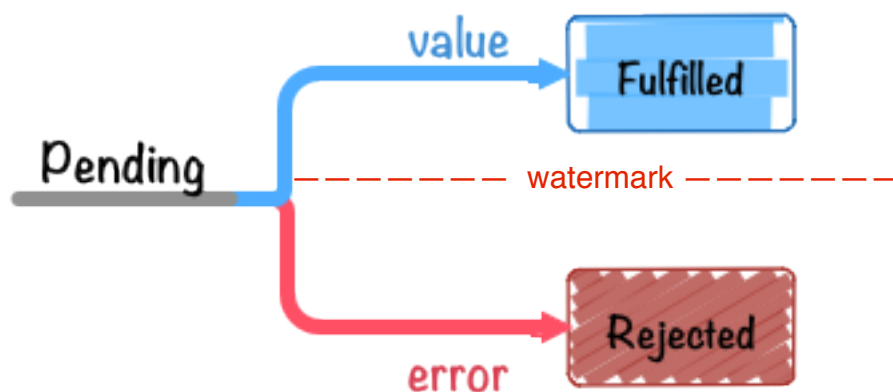 value
Fulfilled
Pending
watermark
Rejected
error